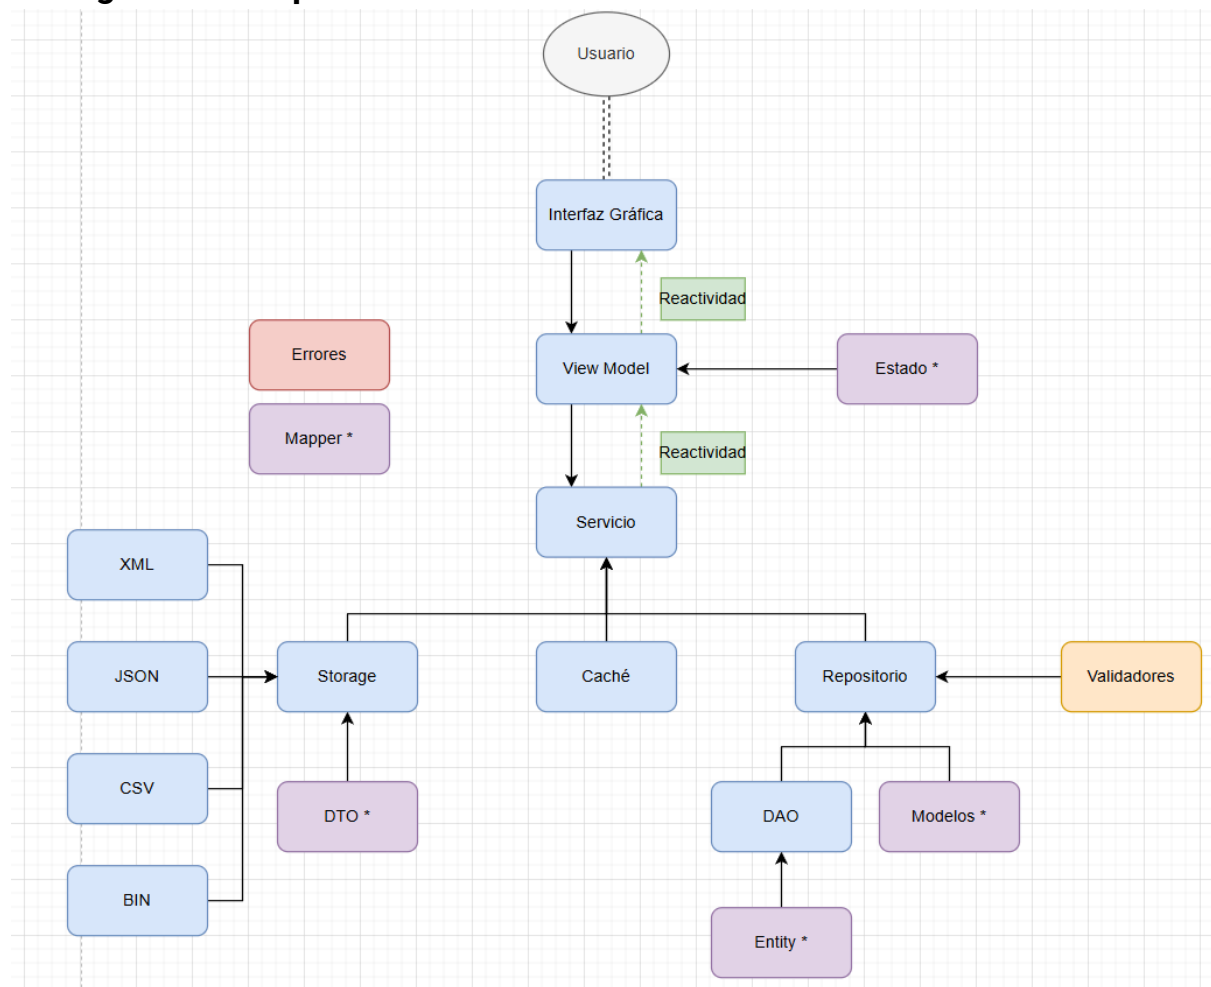 Usuario
Interfaz Gráfica
Reactividad
Errores
View Model
Estado *
Mapper *
Reactividad
Servicio
XML
JSON
Storage
Caché
Repositorio
Validadores
CSV
DTO *
DAO
Modelos *
BIN
Entity *